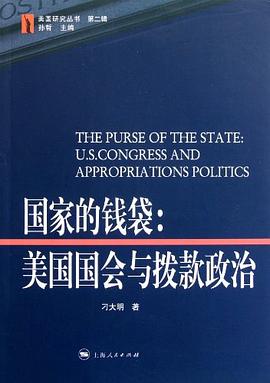 美国研究丛书 第二辑
孙哲 主编
THE PURSE OF THE STATE:
U.S.CONGRESS AND
APPROPRIATIONS POLITICS
国家的钱袋:
美国国会与拨款政治
刁大明 著
上海人民出版社